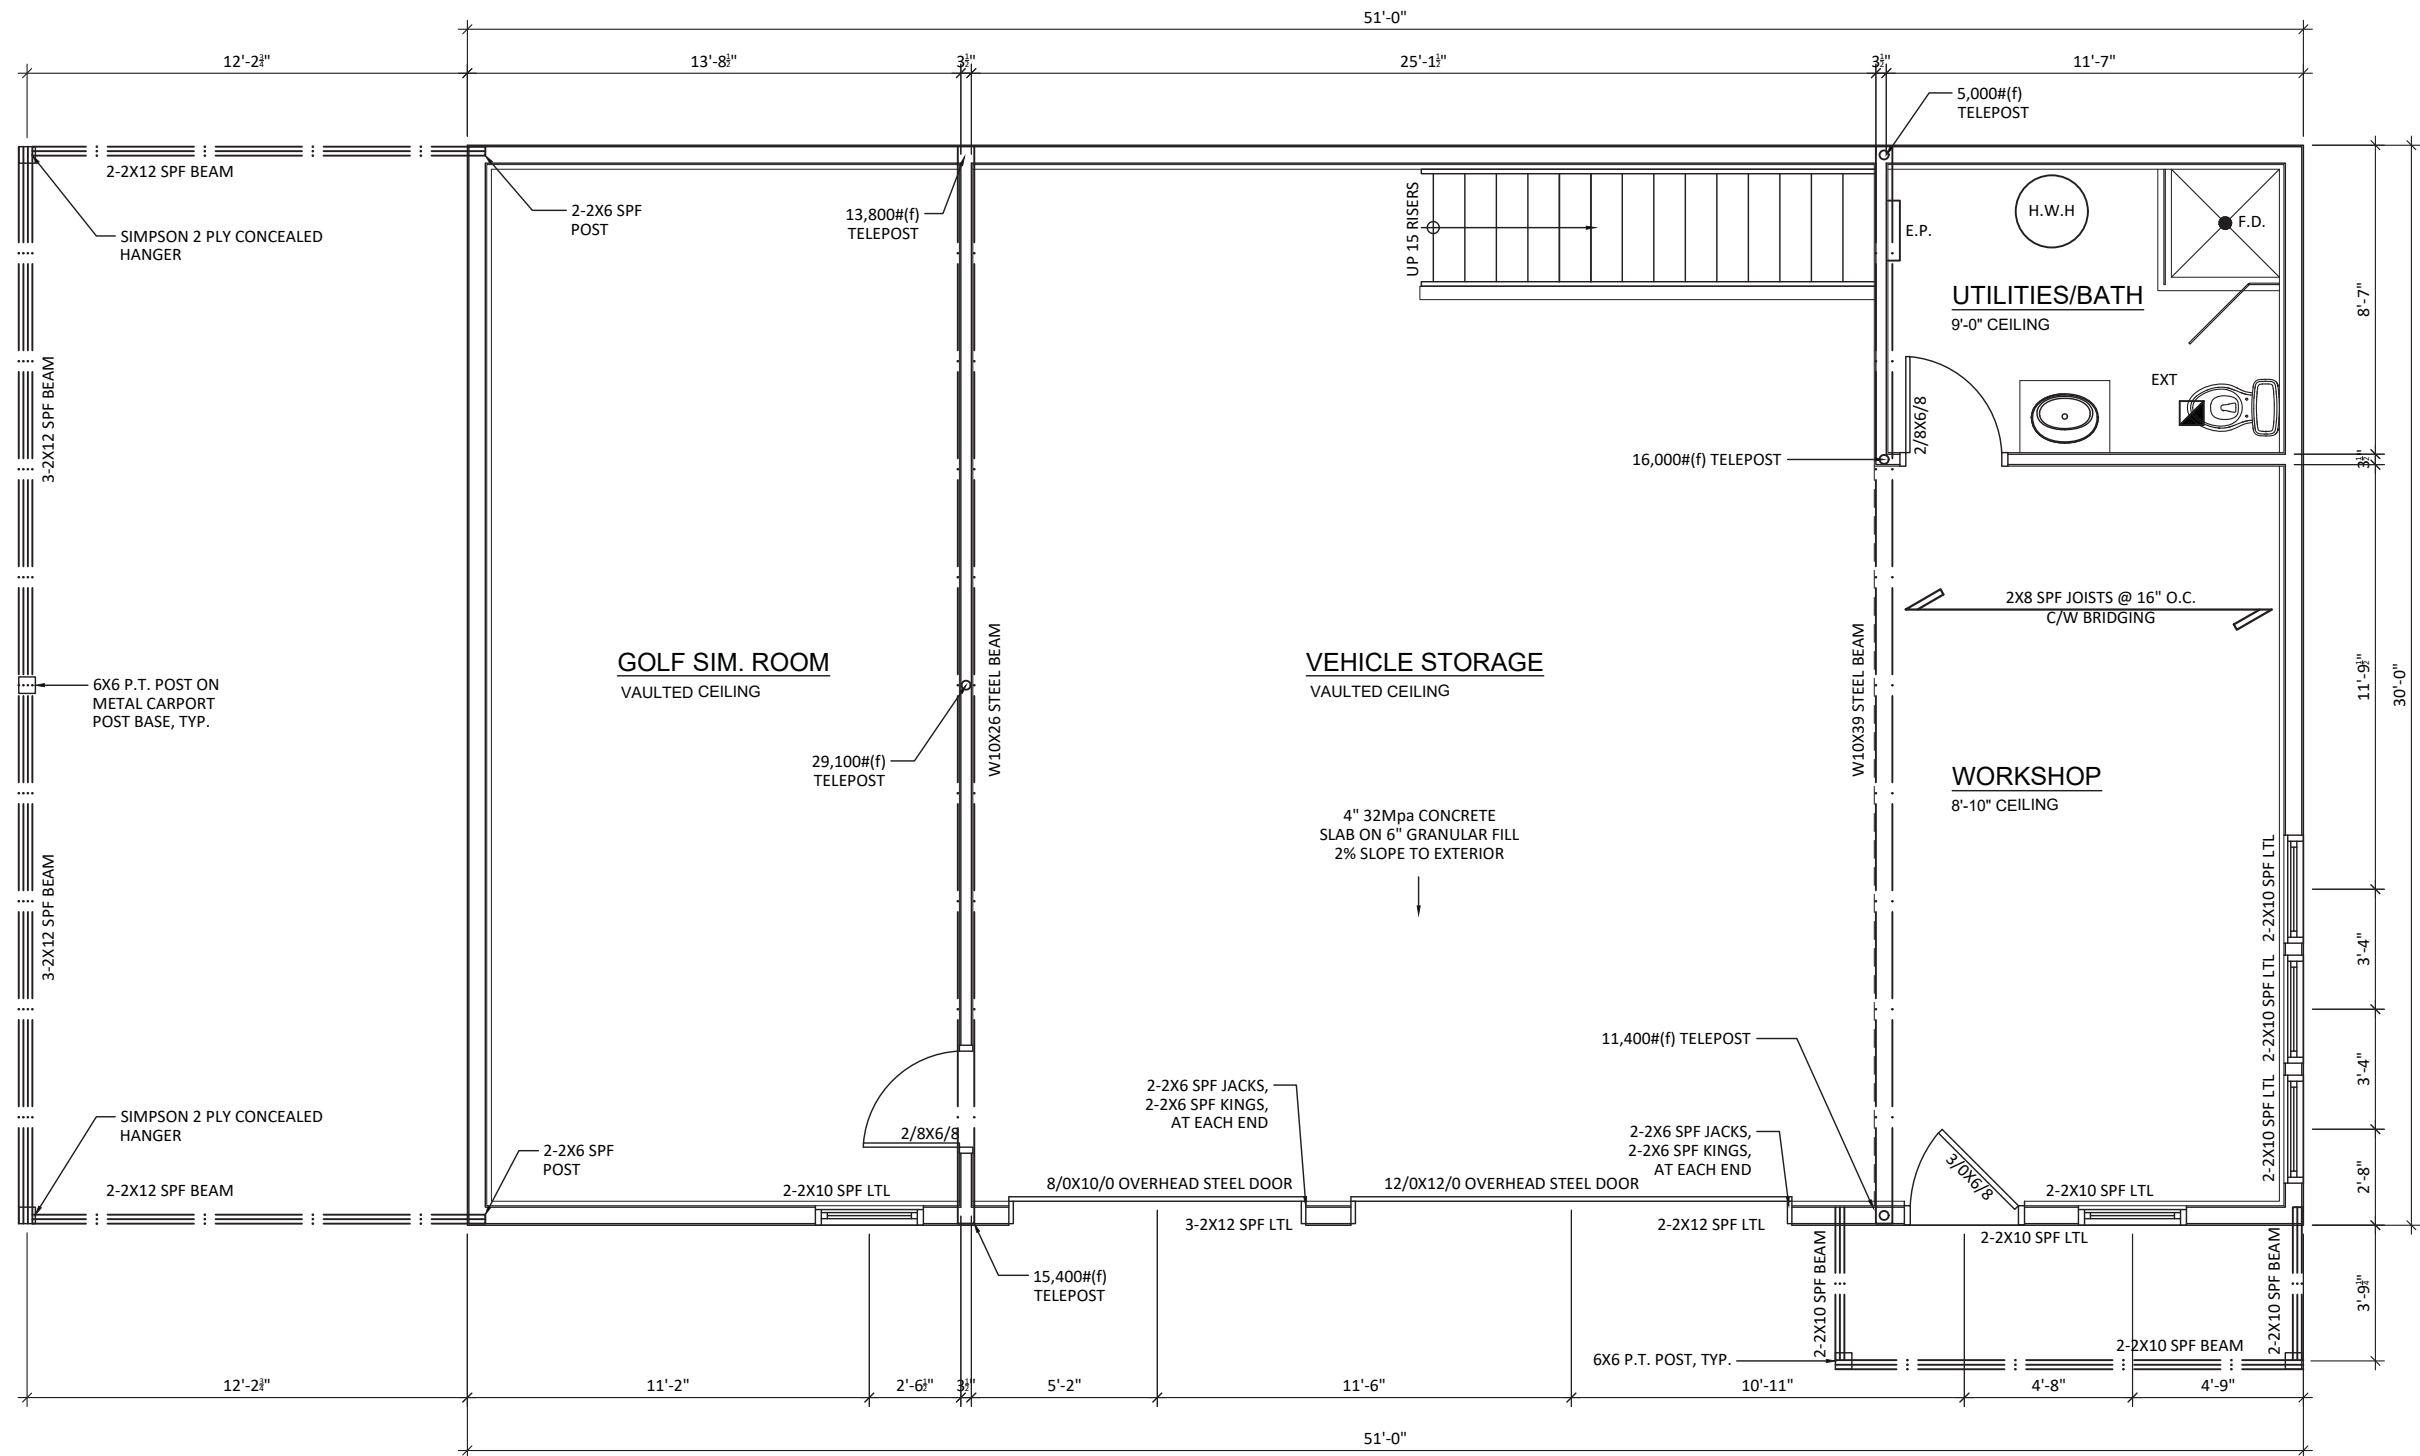 51'-0"
12'-2¾"
13'-8½"
3½"
25'-1½"
3½"
11'-7"
5,000#(f)
TELEPOST
2-2X12 SPF BEAM
SIMPSON 2 PLY CONCEALED
HANGER
2-2X6 SPF
POST
13,800#(f)
TELEPOST
UP 15 RISERS
E.P.
H.W.H
F.D.
UTILITIES/BATH
9'-0" CEILING
8'-7"
EXT
2/8X6/8
3-2X12 SPF BEAM
16,000#(f) TELEPOST
3½"
2X8 SPF JOISTS @ 16" O.C.
C/W BRIDGING
GOLF SIM. ROOM
VAULTED CEILING
W10X26 STEEL BEAM
VEHICLE STORAGE
VAULTED CEILING
W10X39 STEEL BEAM
11'-9½"
30'-0"
6X6 P.T. POST ON
METAL CARPORT
POST BASE, TYP.
29,100#(f)
TELEPOST
WORKSHOP
8'-10" CEILING
4" 32Mpa CONCRETE
SLAB ON 6" GRANULAR FILL
2% SLOPE TO EXTERIOR
3-2X12 SPF BEAM
2-2X10 SPF LTL
3'-4"
2-2X10 SPF LTL
3'-4"
2-2X10 SPF LTL
2'-8"
11,400#(f) TELEPOST
2-2X6 SPF JACKS,
2-2X6 SPF KINGS,
AT EACH END
2-2X6 SPF JACKS,
2-2X6 SPF KINGS,
AT EACH END
SIMPSON 2 PLY CONCEALED
HANGER
2-2X6 SPF
POST
2/8X6/8
3/0X6/8
2-2X12 SPF BEAM
2-2X10 SPF LTL
8/0X10/0 OVERHEAD STEEL DOOR
12/0X12/0 OVERHEAD STEEL DOOR
2-2X10 SPF LTL
3-2X12 SPF LTL
2-2X12 SPF LTL
2-2X10 SPF LTL
15,400#(f)
TELEPOST
2-2X10 SPF BEAM
2-2X10 SPF BEAM
3'-9¼"
6X6 P.T. POST, TYP.
2-2X10 SPF BEAM
12'-2¾"
11'-2"
2'-6½"
3½"
5'-2"
11'-6"
10'-11"
4'-8"
4'-9"
51'-0"